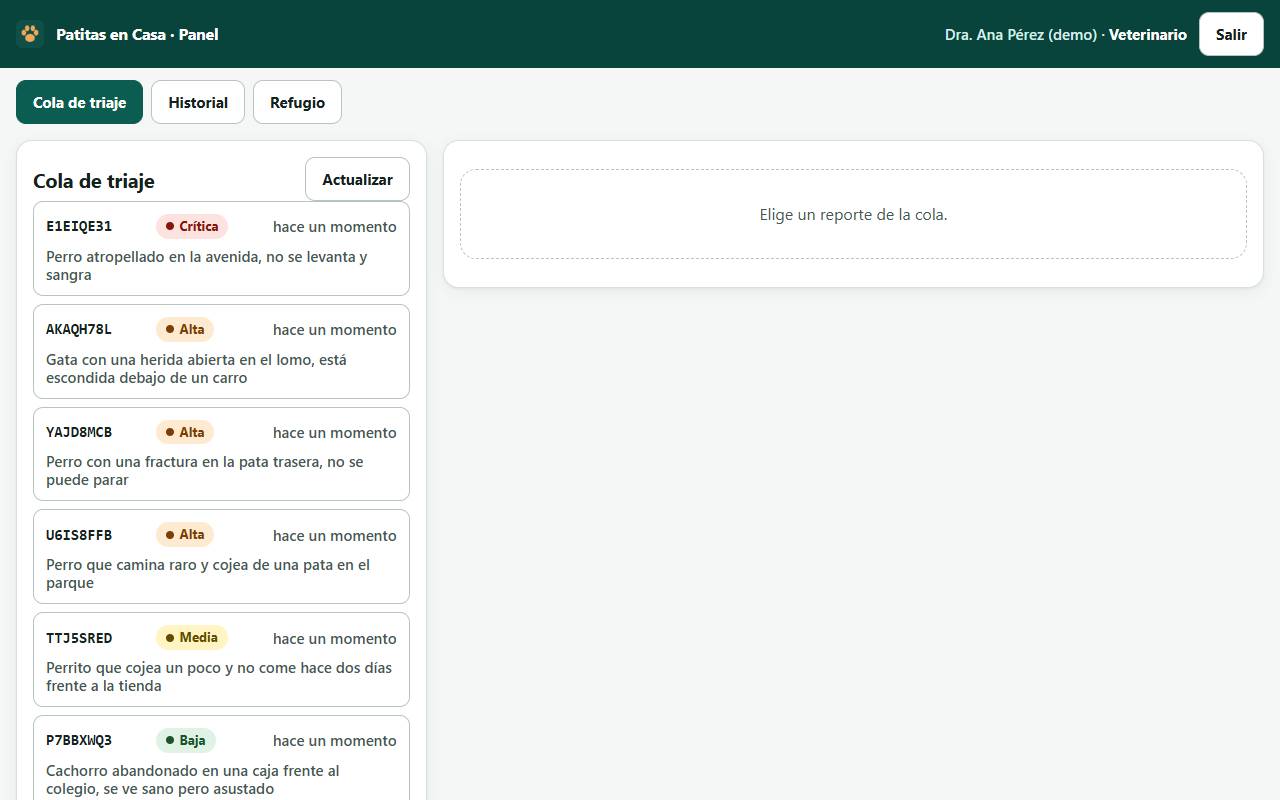 Patitas en Casa · Panel
Dra. Ana Pérez (demo) · Veterinario
Salir
Cola de triaje
Historial
Refugio
Cola de triaje
Actualizar
E1EIQE31
Crítica
hace un momento
Perro atropellado en la avenida, no se levanta y
sangra
AKAQH78L
Alta
hace un momento
Gata con una herida abierta en el lomo, está
escondida debajo de un carro
YAJD8MCB
Alta
hace un momento
Perro con una fractura en la pata trasera, no se
puede parar
U6IS8FFB
Alta
hace un momento
Perro que camina raro y cojea de una pata en el
parque
TTJ5SRED
Media
hace un momento
Perrito que cojea un poco y no come hace dos días
frente a la tienda
P7BBXWQ3
Baja
hace un momento
Cachorro abandonado en una caja frente al
colegio, se ve sano pero asustado
Elige un reporte de la cola.